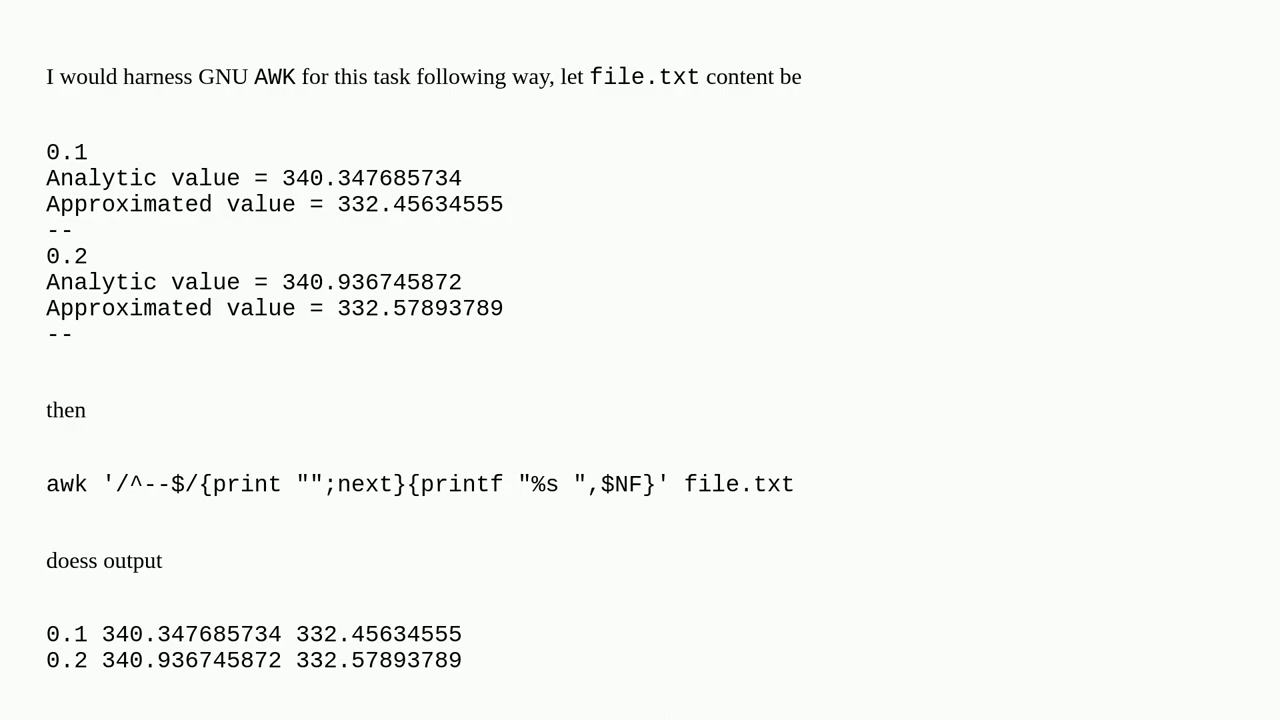 I would harness GNU AWK for this task following way, let file.txt content be
0.1
Analytic value = 340.347685734
Approximated value = 332.45634555
--
0.2
Analytic value = 340.936745872
Approximated value = 332.57893789
--
then
awk '/^--$/{print "";next}{printf "%s ",$NF}' file.txt
doess output
0.1 340.347685734 332.45634555
0.2 340.936745872 332.57893789